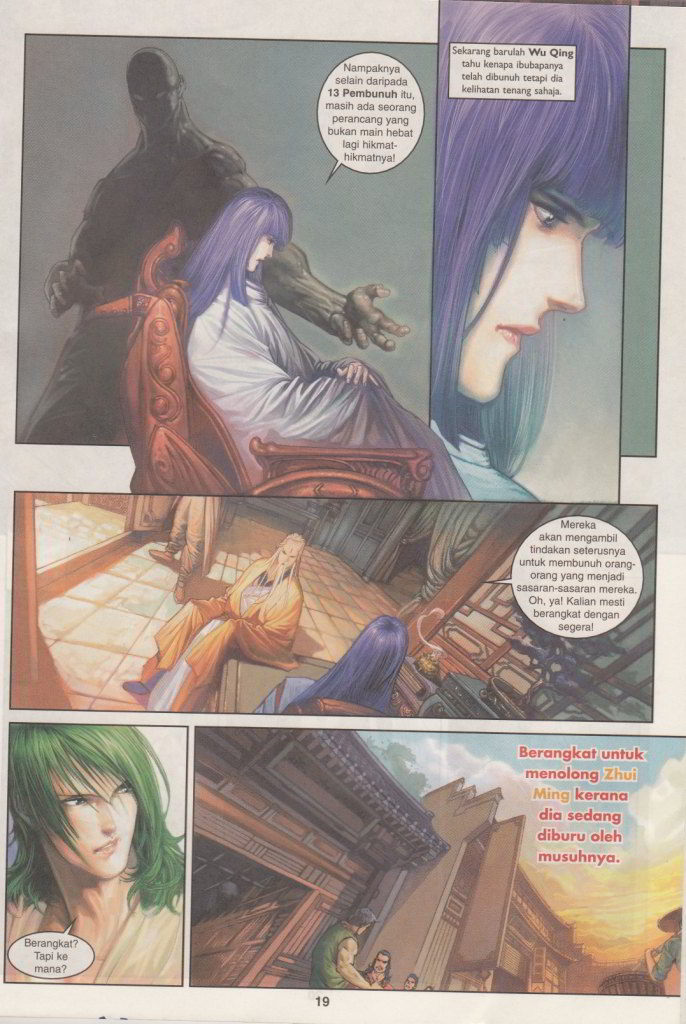 Nampaknya
selain daripada
13 Pembunuh itu,
masih ada seorang
perancang yang
bukan main hebat
lagi hikmat-
hikmatnya!
Sekarang barulah Wu Qing
tahu kenapa ibubapanya
telah dibunuh tetapi dia
kelihatan tenang sahaja.
Mereka
akan mengambil
tindakan seterusnya
untuk membunuh orang-
orang yang menjadi
sasaran-sasaran mereka.
Oh, ya! Kalian mesti
berangkat dengan
segera!
Berangkat?
Tapi ke
mana?
Berangkat untuk
menolong Zhui
Ming kerana
dia sedang
diburu oleh
musuhnya.
19